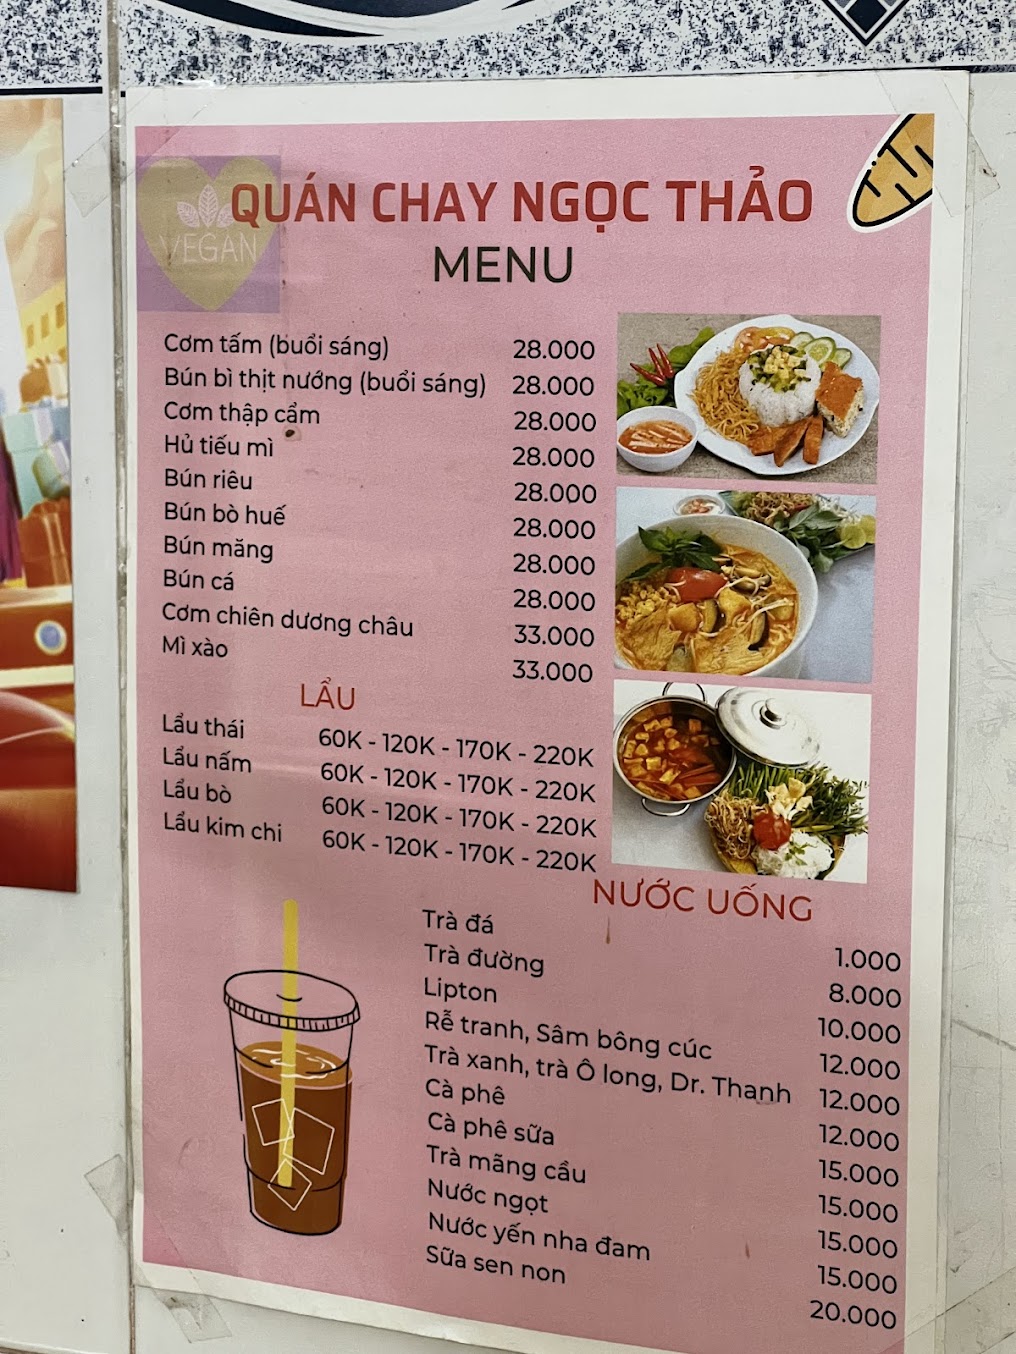 VEGAN
QUÁN CHAY NGỌC THẢO
MENU
Cơm tấm (buổi sáng) 28.000
Bún bì thịt nướng (buổi sáng) 28.000
Cơm thập cẩm 28.000
Hủ tiếu mì 28.000
Bún riêu 28.000
Bún bò huế 28.000
Bún măng 28.000
Bún cá 28.000
Cơm chiên dương châu 33.000
Mì xào 33.000
LẨU
Lẩu thái 60K - 120K - 170K - 220K
Lẩu nấm 60K - 120K - 170K - 220K
Lẩu bò 60K - 120K - 170K - 220K
Lẩu kim chi 60K - 120K - 170K - 220K
NƯỚC UỐNG
Trà đá 1.000
Trà đường 8.000
Lipton 10.000
Rễ tranh, Sâm bông cúc 12.000
Trà xanh, trà Ô long, Dr. Thanh 12.000
Cà phê 12.000
Cà phê sữa 15.000
Trà mãng cầu 15.000
Nước ngọt 15.000
Nước yến nha đam 15.000
Sữa sen non 20.000